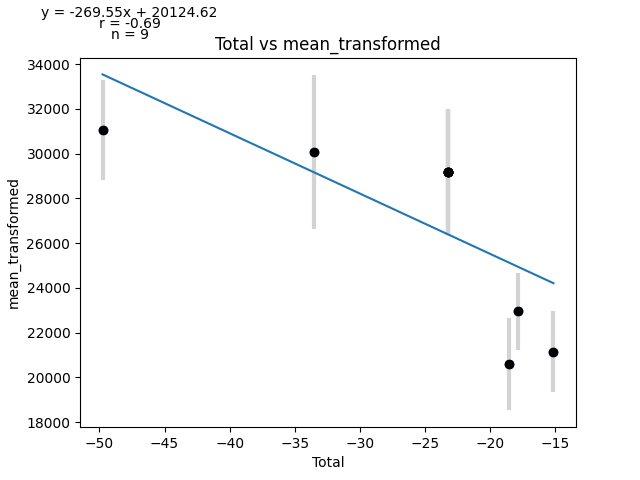 y = -269.55x + 20124.62
r = -0.69
n = 9
Total vs mean_transformed
34000
32000
30000
28000
26000
24000
22000
20000
18000
mean_transformed
−50
−45
−40
−35
−30
−25
−20
−15
Total